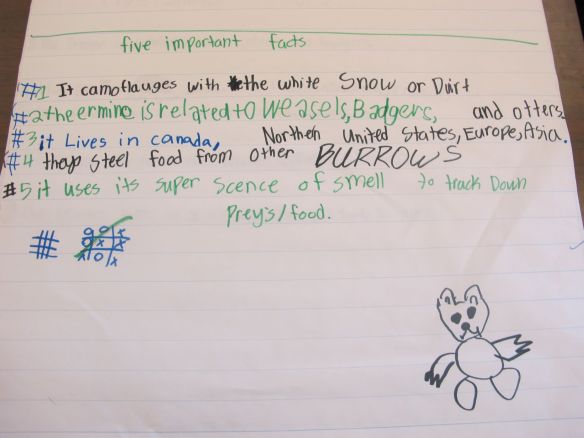 five important facts
#1 It camoflauges with the white Snow or Dirt
#2 the ermine is related to Weasels, Badgers, and otters
#3 it Lives in canada, Northen United States, Europe, Asia.
#4 thay steel food from other BURROWS
#5 it uses its super scence of smell to track Down
Prey's/food.